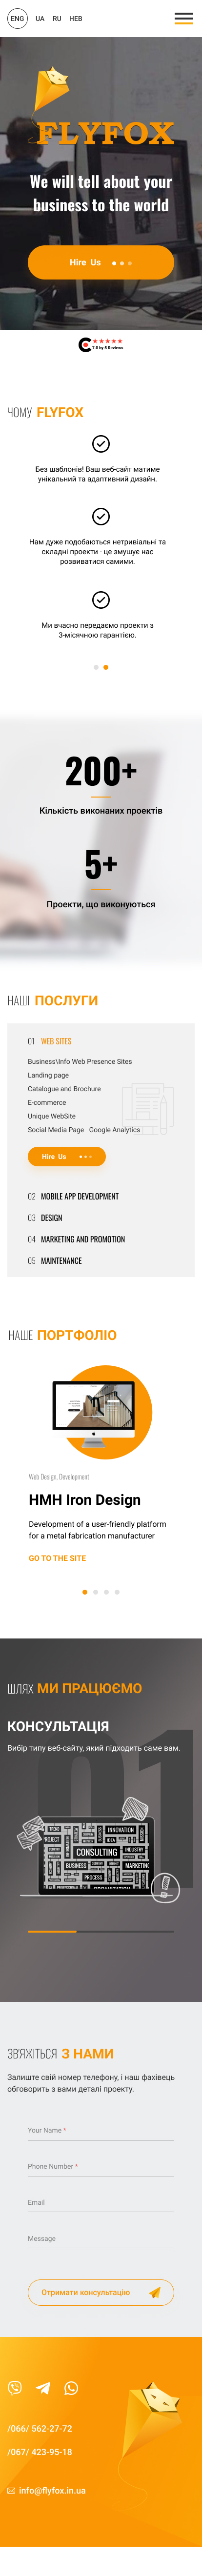 ENG UA RU HEB
FLYFOX
We will tell about your
business to the world
Hire Us
7.0 by 5 Reviews
ЧОМУ FLYFOX
Без шаблонів! Ваш веб-сайт матиме
унікальний та адаптивний дизайн.
Нам дуже подобаються нетривіальні та
складні проекти - це змушує нас
розвиватися самими.
Ми вчасно передаємо проекти з
3-місячною гарантією.
200+
Кількість виконаних проектів
5+
Проекти, що виконуються
НАШІ ПОСЛУГИ
01 WEB SITES
Business\Info Web Presence Sites
Landing page
Catalogue and Brochure
E-commerce
Unique WebSite
Social Media Page Google Analytics
Hire Us
02 MOBILE APP DEVELOPMENT
03 DESIGN
04 MARKETING AND PROMOTION
05 MAINTENANCE
НАШЕ ПОРТФОЛІО
Web Design, Development
HMH Iron Design
Development of a user-friendly platform
for a metal fabrication manufacturer
GO TO THE SITE
ШЛЯХ МИ ПРАЦЮЄМО
01
КОНСУЛЬТАЦІЯ
Вибір типу веб-сайту, який підходить саме вам.
TREND
INNOVATION
PROJECT
IDEA
CONSULTING
INDUSTRY
BUSINESS
MARKETING
PROCESS
ORGANIZATION
ЗВ'ЯЖІТЬСЯ З НАМИ
Залиште свій номер телефону, і наш фахівець
обговорить з вами деталі проекту.
Your Name *
Phone Number *
Email
Message
Отримати консультацію
/066/ 562-27-72
/067/ 423-95-18
info@flyfox.in.ua